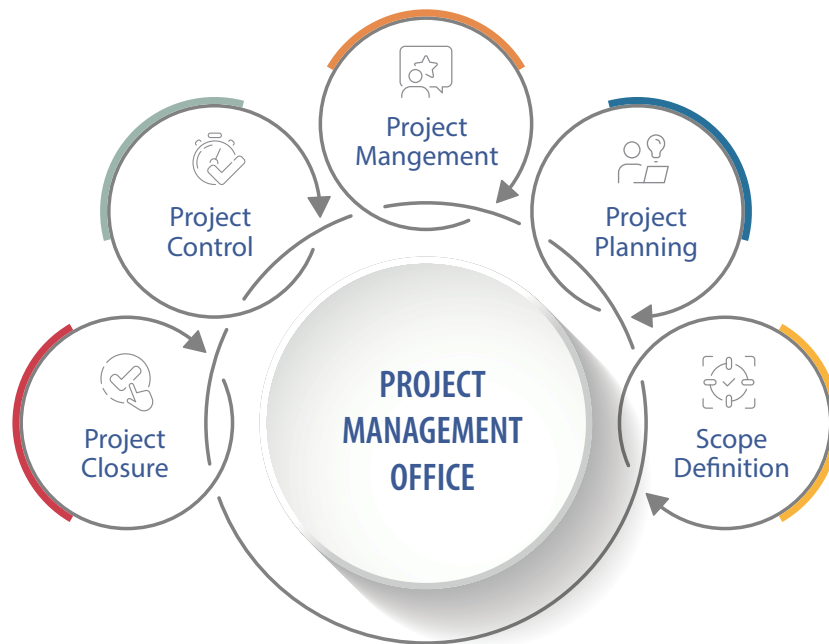 Project
Mangement
Project
Control
Project
Planning
Project
Closure
PROJECT
MANAGEMENT
OFFICE
Scope
Definition